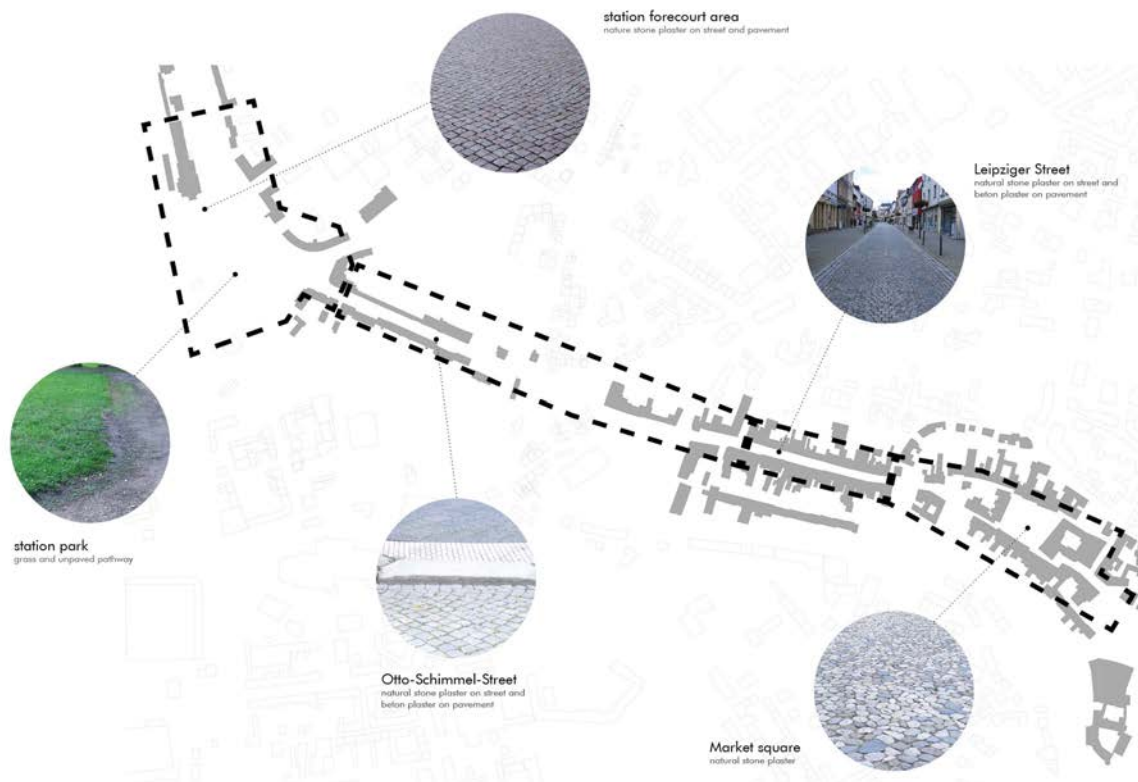 station forecourt area
nature stone plaster on street and pavement
Leipziger Street
natural stone plaster on street and
beton plaster on pavement
station park
grass and unpaved pathway
Otto-Schimmel-Street
natural stone plaster on street and
beton plaster on pavement
Market square
natural stone plaster